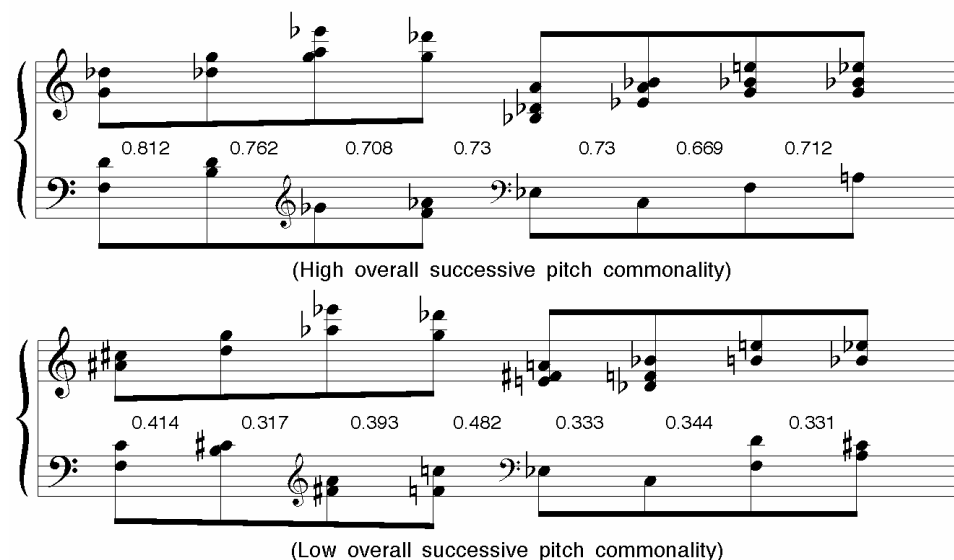 0.812 0.762 0.708 0.73 0.73 0.669 0.712
(High overall successive pitch commonality)
0.414 0.317 0.393 0.482 0.333 0.344 0.331
(Low overall successive pitch commonality)